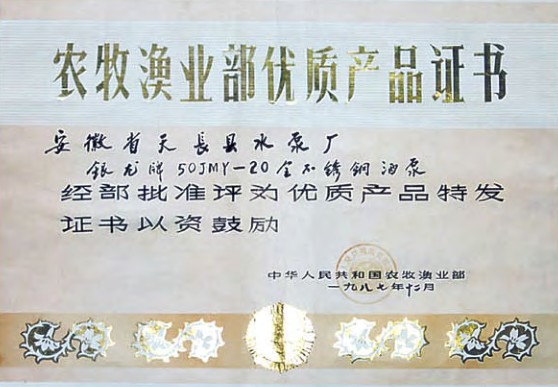 农牧渔业部优质产品证书
安徽省天長县水泵厂
银龙牌50JMY-20全不锈钢油泵
经部批准评为优质产品特发
证书以资鼓励
中华人民共和国农牧渔业部
一九八七年十二月